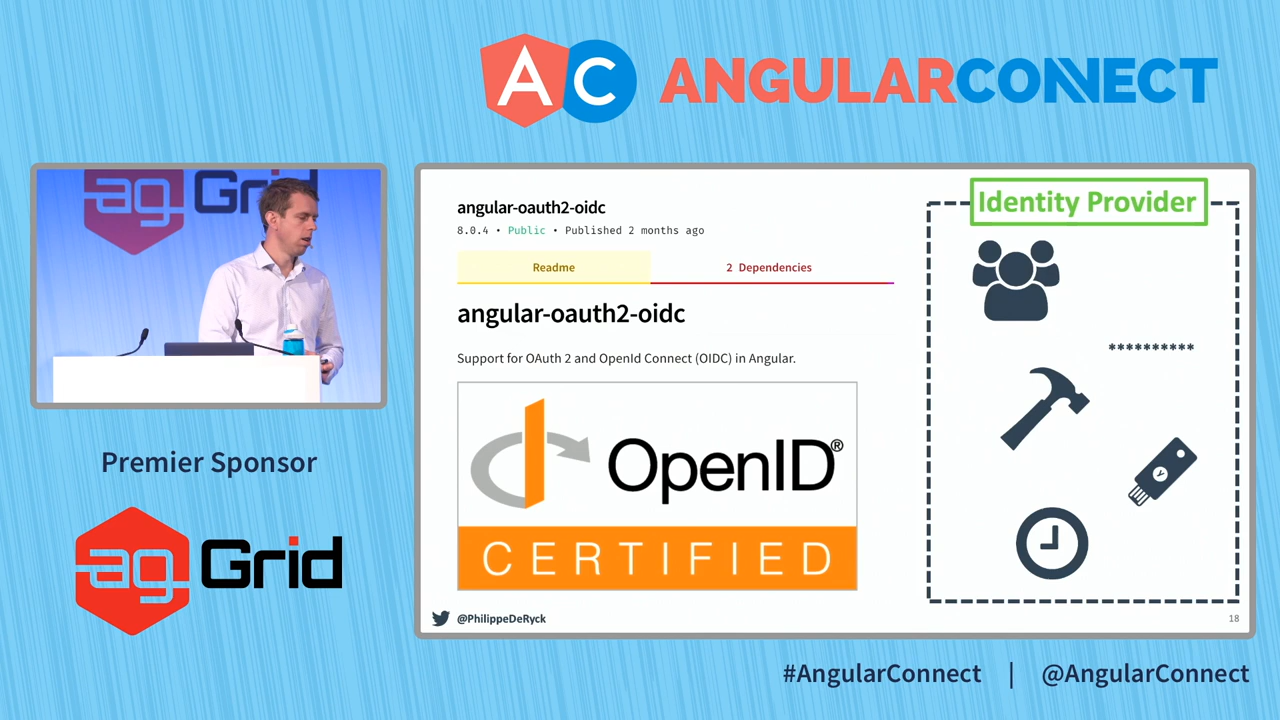 AC ANGULARCONNECT
ag Grid
Premier Sponsor
ag Grid
angular-oauth2-oidc
8.0.4 • Public • Published 2 months ago
Readme
2 Dependencies
angular-oauth2-oidc
Support for OAuth 2 and OpenId Connect (OIDC) in Angular.
OpenID®
CERTIFIED
@PhilippeDeRyck
Identity Provider
**********
Y
18
#AngularConnect | @AngularConnect